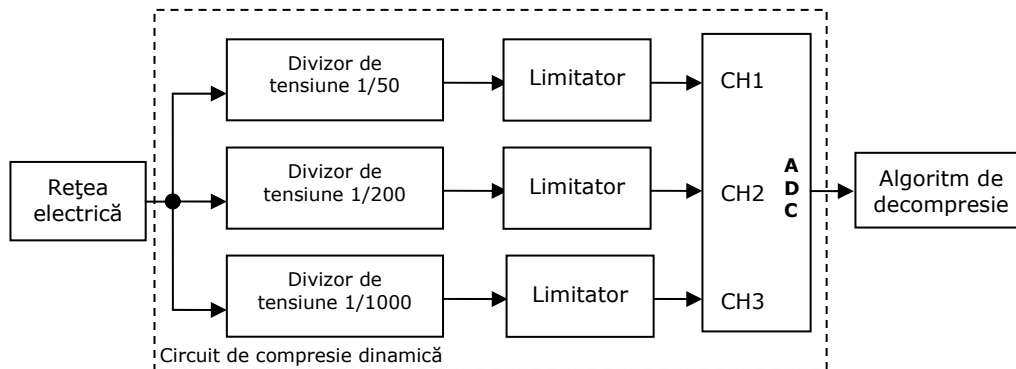 Divizor de
tensiune 1/50
Limitator
CH1
Reţea
electrică
Divizor de
tensiune 1/200
Limitator
CH2
A
D
C
Algoritm de
decompresie
Divizor de
tensiune 1/1000
Limitator
CH3
Circuit de compresie dinamică